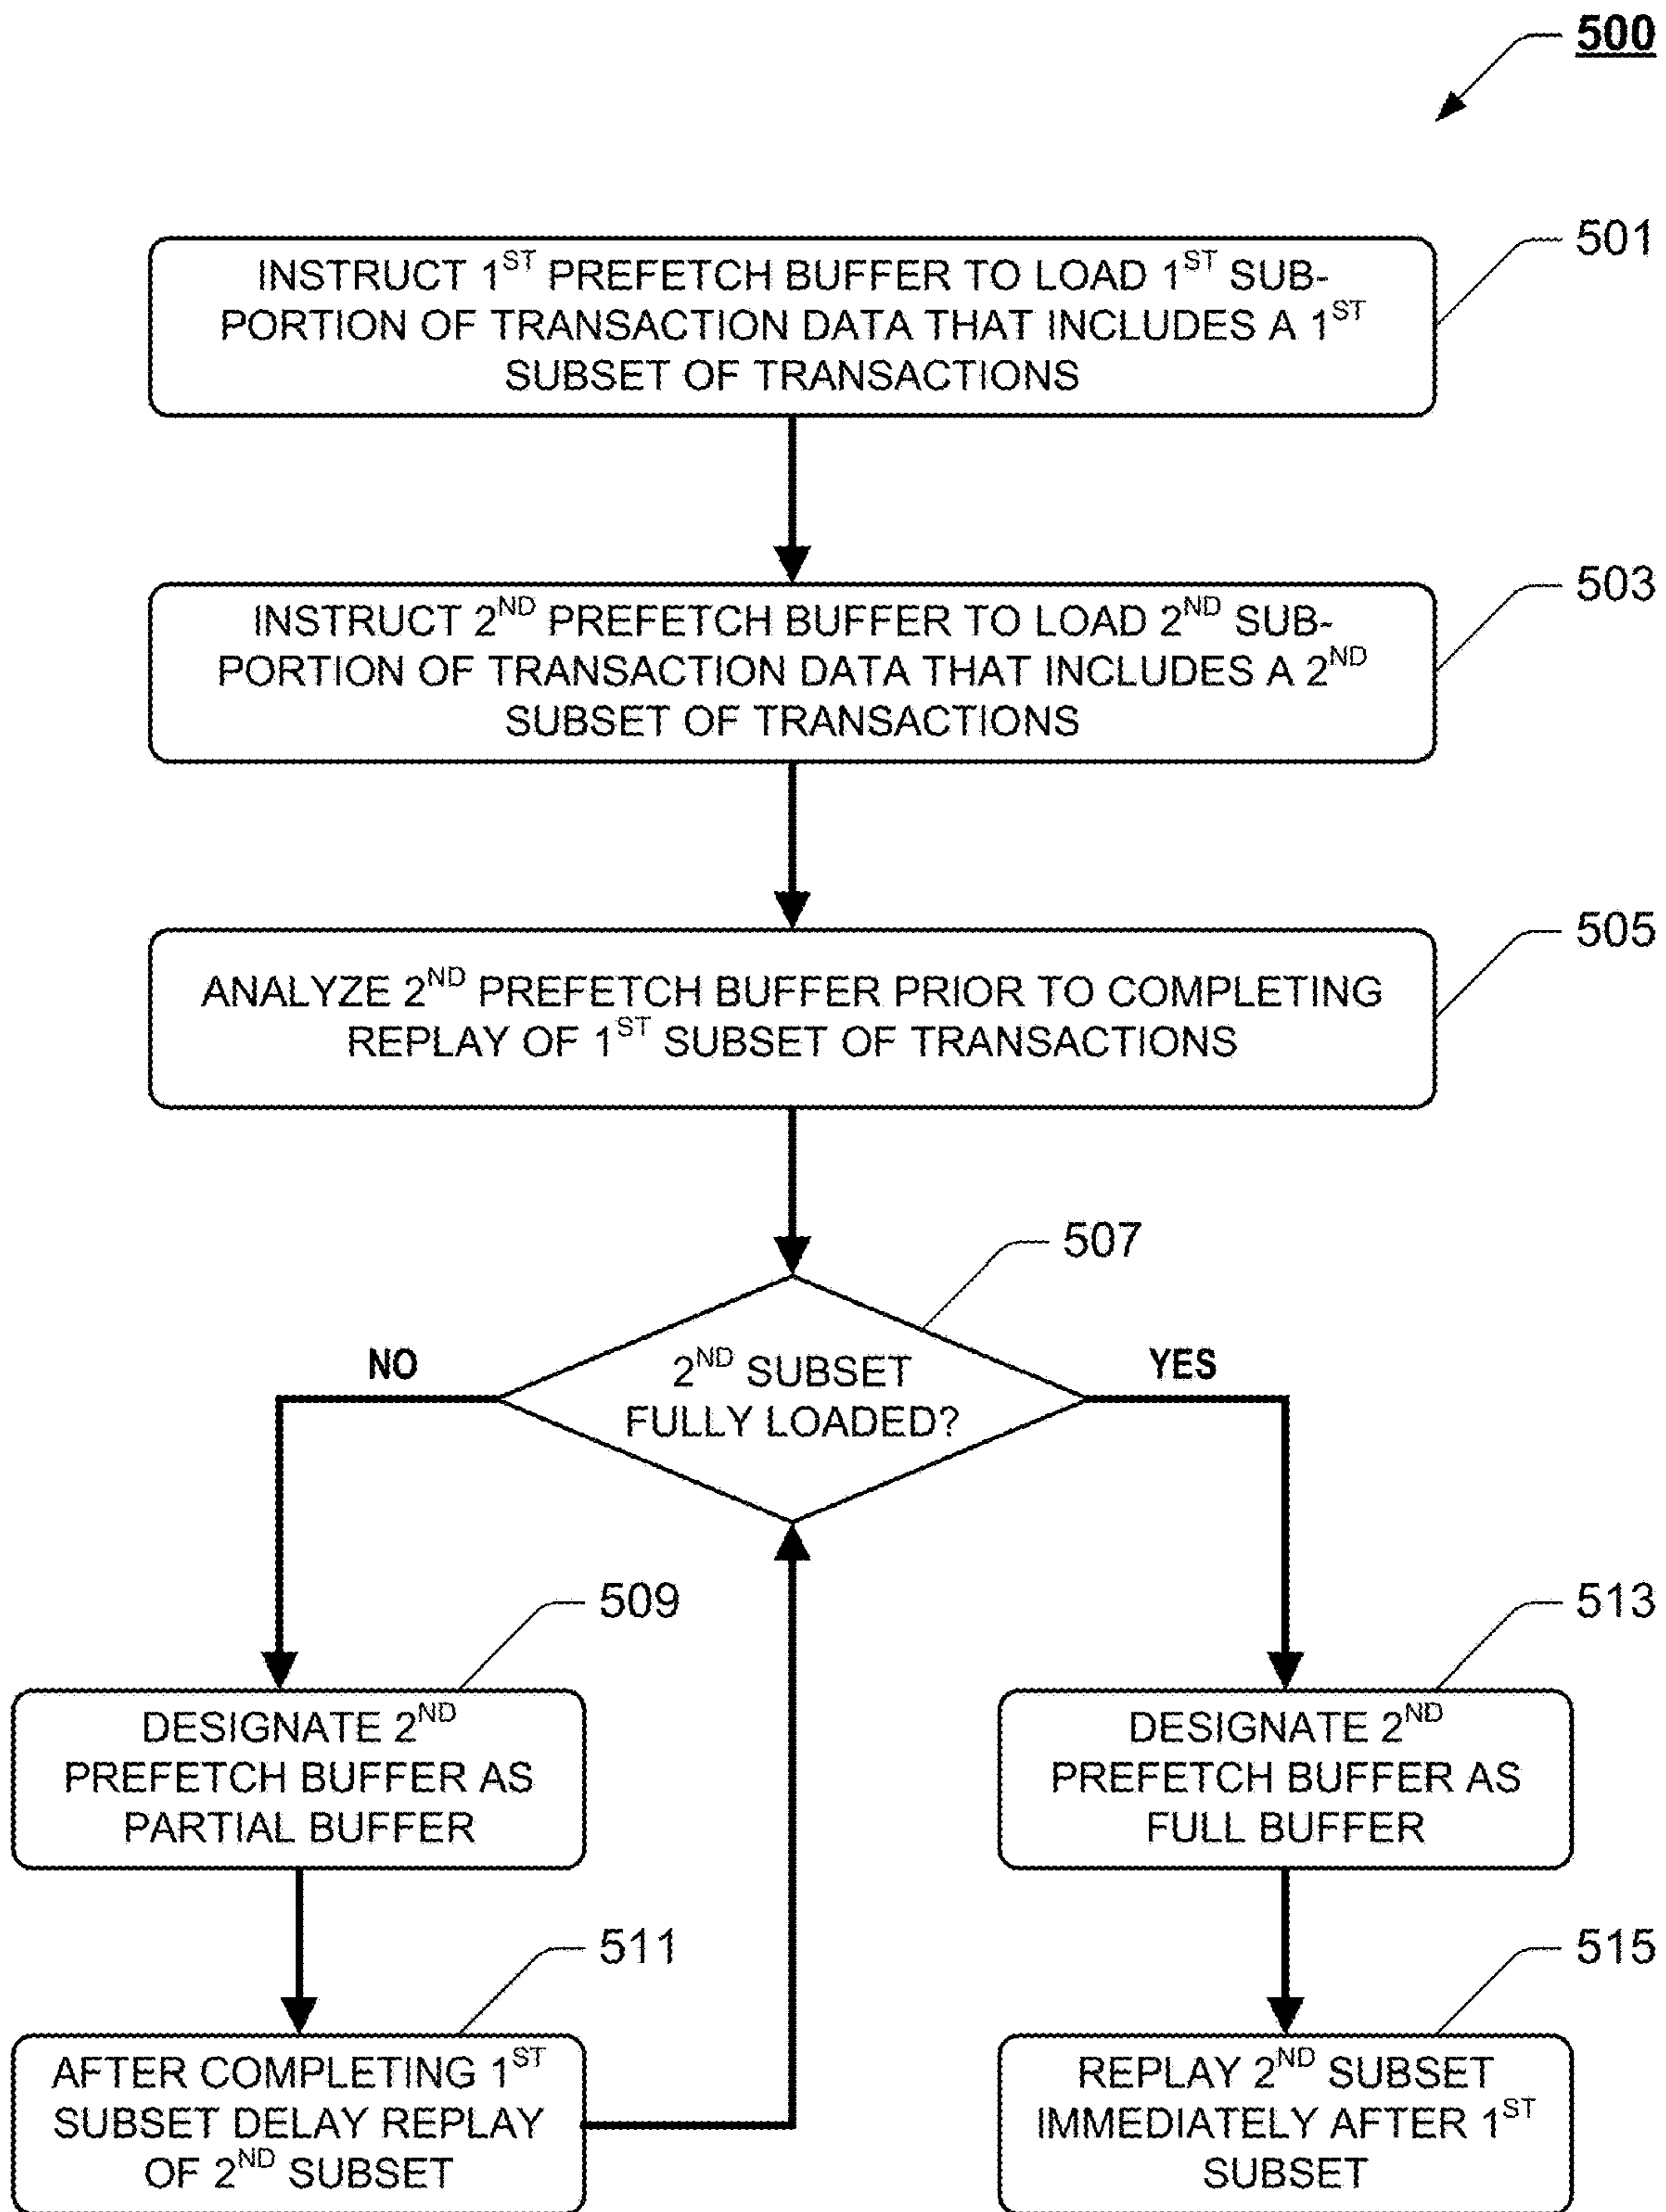 500
501
INSTRUCT 1ST PREFETCH BUFFER TO LOAD 1ST SUB-
PORTION OF TRANSACTION DATA THAT INCLUDES A 1ST
SUBSET OF TRANSACTIONS
503
INSTRUCT 2ND PREFETCH BUFFER TO LOAD 2ND SUB-
PORTION OF TRANSACTION DATA THAT INCLUDES A 2ND
SUBSET OF TRANSACTIONS
505
ANALYZE 2ND PREFETCH BUFFER PRIOR TO COMPLETING
REPLAY OF 1ST SUBSET OF TRANSACTIONS
507
NO
YES
2ND SUBSET
FULLY LOADED?
509
DESIGNATE 2ND
PREFETCH BUFFER AS
PARTIAL BUFFER
511
AFTER COMPLETING 1ST
SUBSET DELAY REPLAY
OF 2ND SUBSET
513
DESIGNATE 2ND
PREFETCH BUFFER AS
FULL BUFFER
515
REPLAY 2ND SUBSET
IMMEDIATELY AFTER 1ST
SUBSET